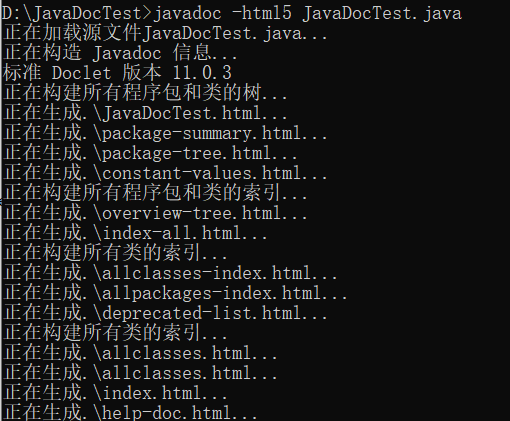 D:\JavaDocTest>javadoc -html5 JavaDocTest.java
正在加载源文件JavaDocTest.java...
正在构造 Javadoc 信息...
标准 Doclet 版本 11.0.3
正在构建所有程序包和类的树...
正在生成.\JavaDocTest.html...
正在生成.\package-summary.html...
正在生成.\package-tree.html...
正在生成.\constant-values.html...
正在构建所有程序包和类的索引...
正在生成.\overview-tree.html...
正在生成.\index-all.html...
正在构建所有类的索引...
正在生成.\allclasses-index.html...
正在生成.\allpackages-index.html...
正在生成.\deprecated-list.html...
正在构建所有类的索引...
正在生成.\allclasses.html...
正在生成.\allclasses.html...
正在生成.\index.html...
正在生成.\help-doc.html...